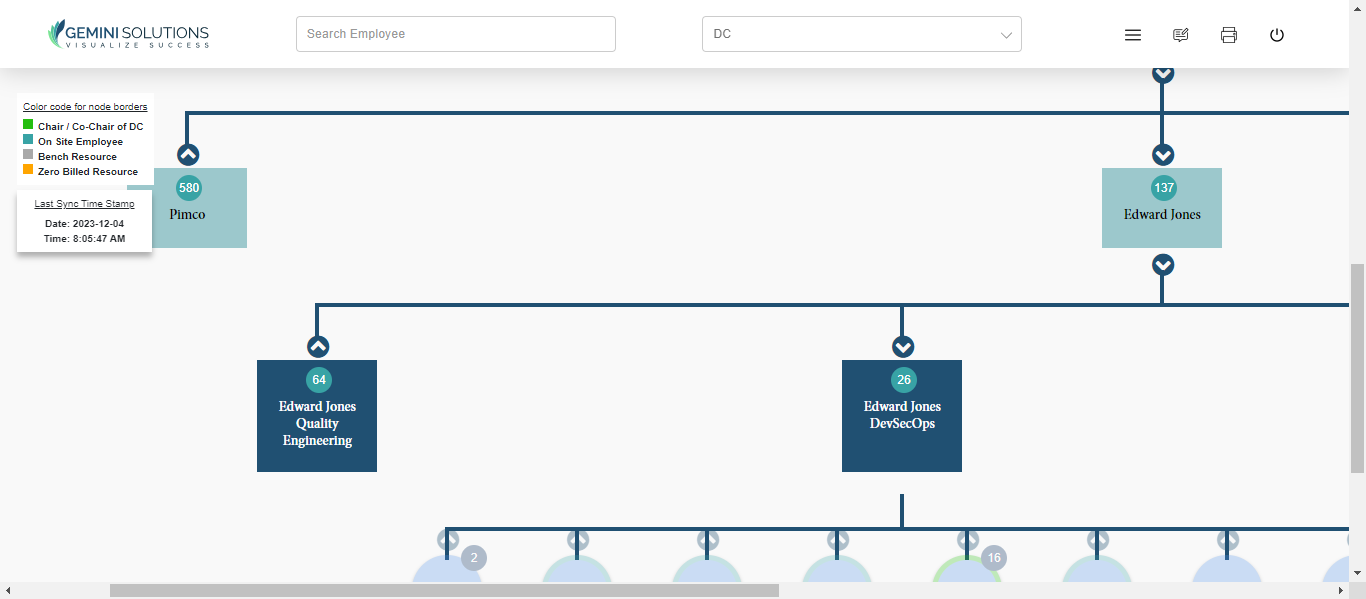 GEMINI SOLUTIONS
VISUALIZE SUCCESS
Search Employee
DC
Color code for node borders
Chair / Co-Chair of DC
On Site Employee
Bench Resource
Zero Billed Resource
Last Sync Time Stamp
Date: 2023-12-04
Time: 8:05:47 AM
580
Pimco
137
Edward Jones
64
Edward Jones
Quality
Engineering
26
Edward Jones
DevSecOps
2
16